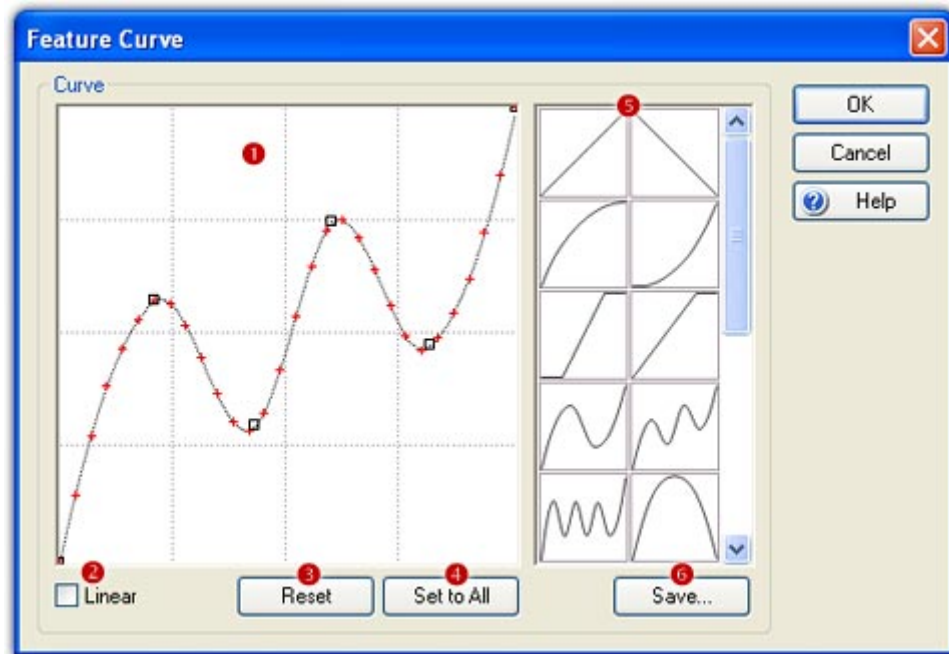 Feature Curve
Curve
1
5
OK
Cancel
Help
2
3
4
6
Linear
Reset
Set to All
Save...